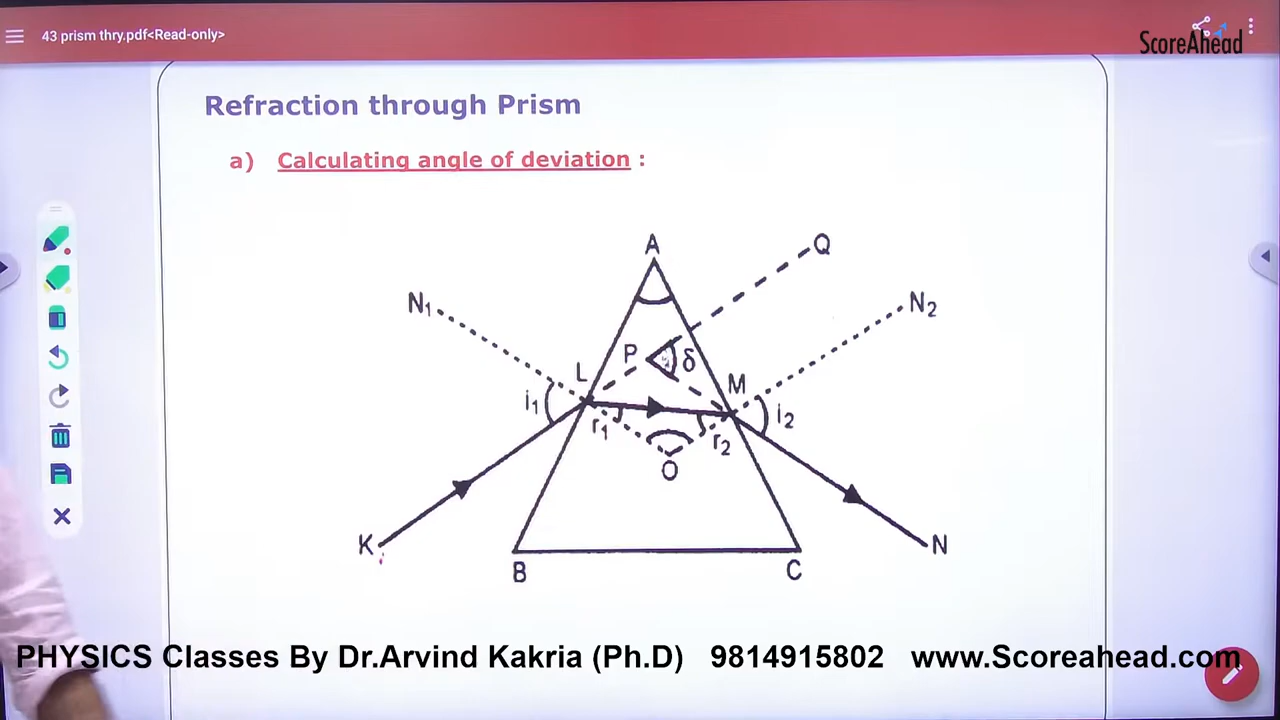 43 prism thry.pdf<Read-only>
ScoreAhead
Refraction through Prism
a) Calculating angle of deviation :
A
Q
N1
N2
P
δ
L
M
i1
i2
r1
r2
O
K
N
B
C
PHYSICS Classes By Dr.Arvind Kakria (Ph.D) 9814915802 www.Scoreahead.com